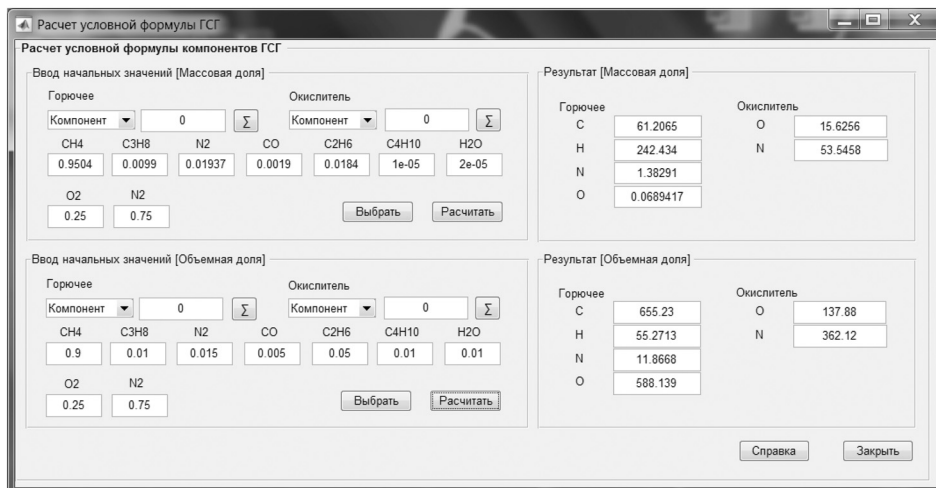 Расчет условной формулы ГСГ
Расчет условной формулы компонентов ГСГ
Ввод начальных значений [Массовая доля]
Горючее Окислитель
Компонент 0 Σ Компонент 0 Σ
CH4 C3H8 N2 CO C2H6 C4H10 H2O
0.9504 0.0099 0.01937 0.0019 0.0184 1e-05 2e-05
O2 N2
0.25 0.75 Выбрать Расчитать
Результат [Массовая доля]
Горючее Окислитель
C 61.2065 O 15.6256
H 242.434 N 53.5458
N 1.38291
O 0.0689417
Ввод начальных значений [Объемная доля]
Горючее Окислитель
Компонент 0 Σ Компонент 0 Σ
CH4 C3H8 N2 CO C2H6 C4H10 H2O
0.9 0.01 0.015 0.005 0.05 0.01 0.01
O2 N2
0.25 0.75 Выбрать Расчитать
Результат [Объемная доля]
Горючее Окислитель
C 655.23 O 137.88
H 55.2713 N 362.12
N 11.8668
O 588.139
Справка Закрыть